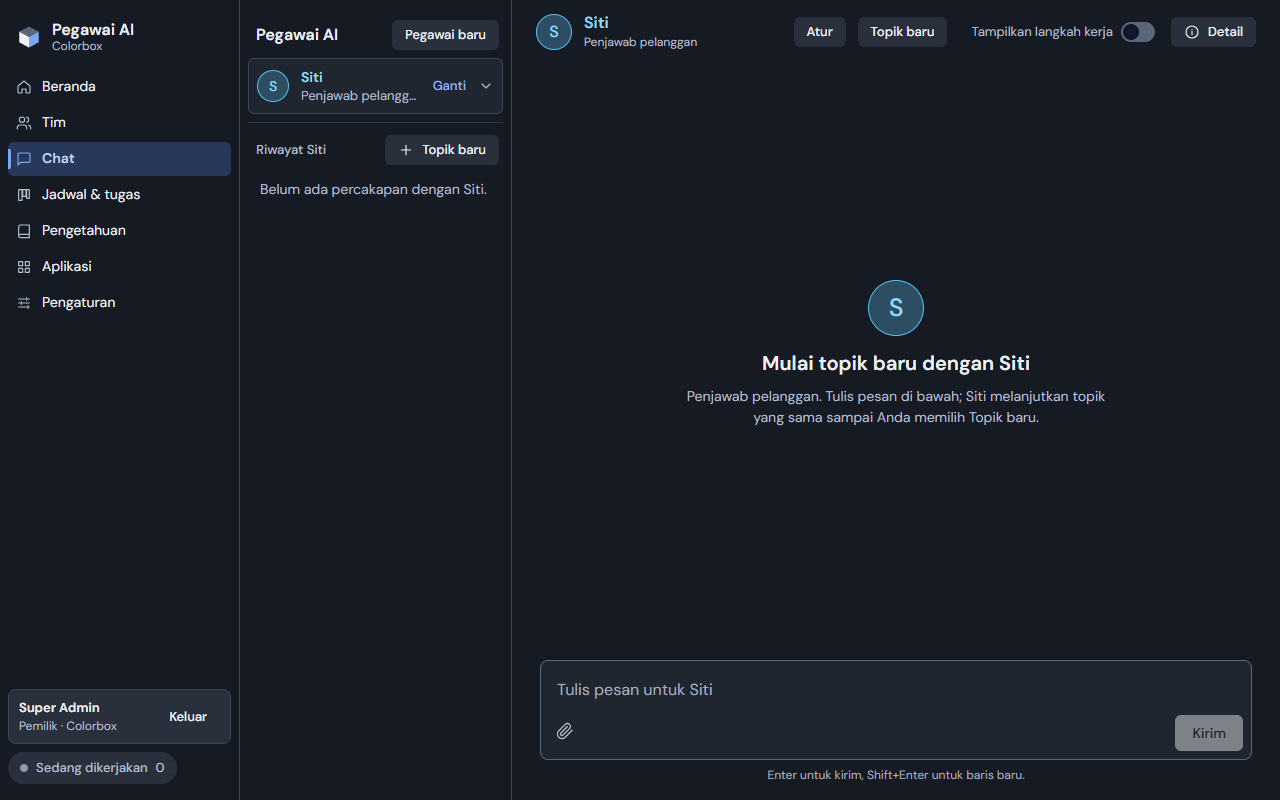 Pegawai AI
Colorbox
Beranda
Tim
Chat
Jadwal & tugas
Pengetahuan
Aplikasi
Pengaturan
Super Admin
Pemilik · Colorbox
Keluar
Sedang dikerjakan 0
Pegawai AI
Pegawai baru
S
Siti
Penjawab pelangg...
Ganti
Riwayat Siti
Topik baru
Belum ada percakapan dengan Siti.
S
Siti
Penjawab pelanggan
Atur
Topik baru
Tampilkan langkah kerja
Detail
S
Mulai topik baru dengan Siti
Penjawab pelanggan. Tulis pesan di bawah; Siti melanjutkan topik
yang sama sampai Anda memilih Topik baru.
Tulis pesan untuk Siti
Kirim
Enter untuk kirim, Shift+Enter untuk baris baru.